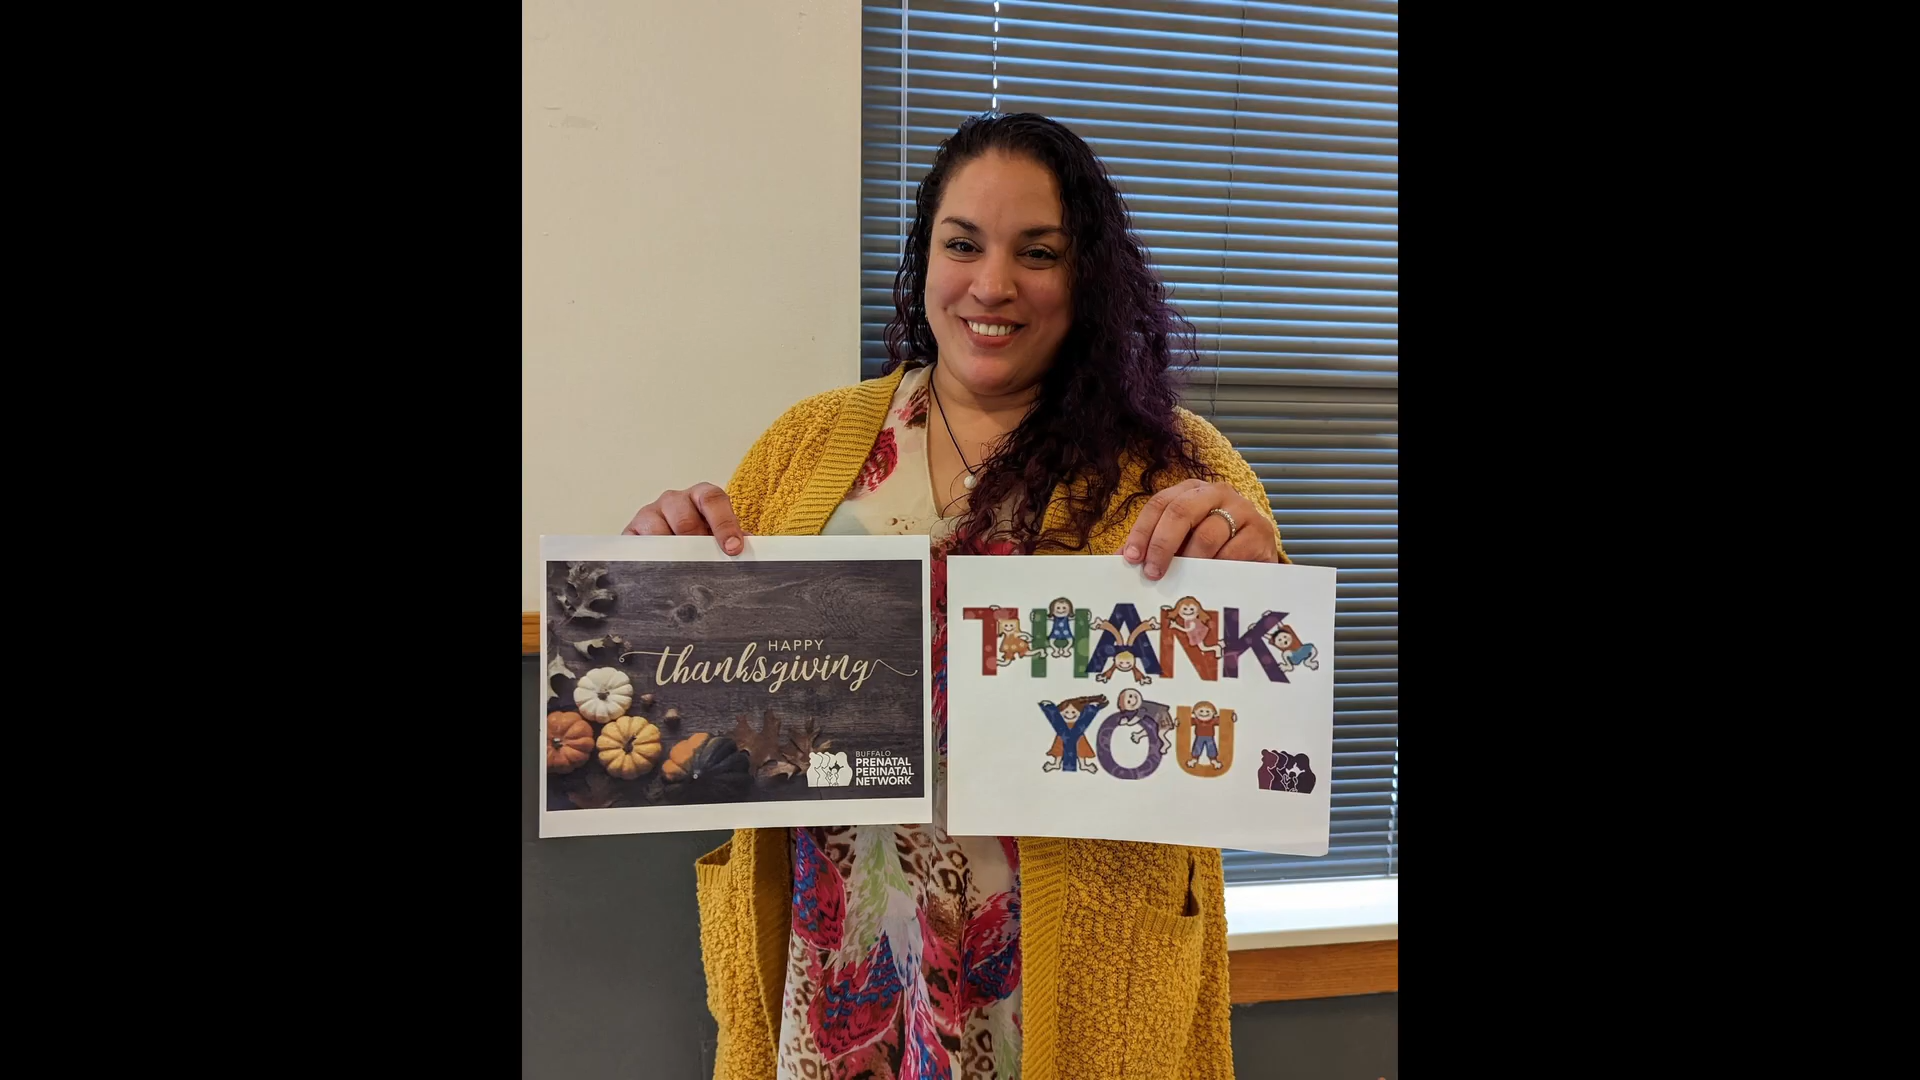 HAPPY
thanksgiving
BUFFALO
PRENATAL
PERINATAL
NETWORK
THANK
YOU